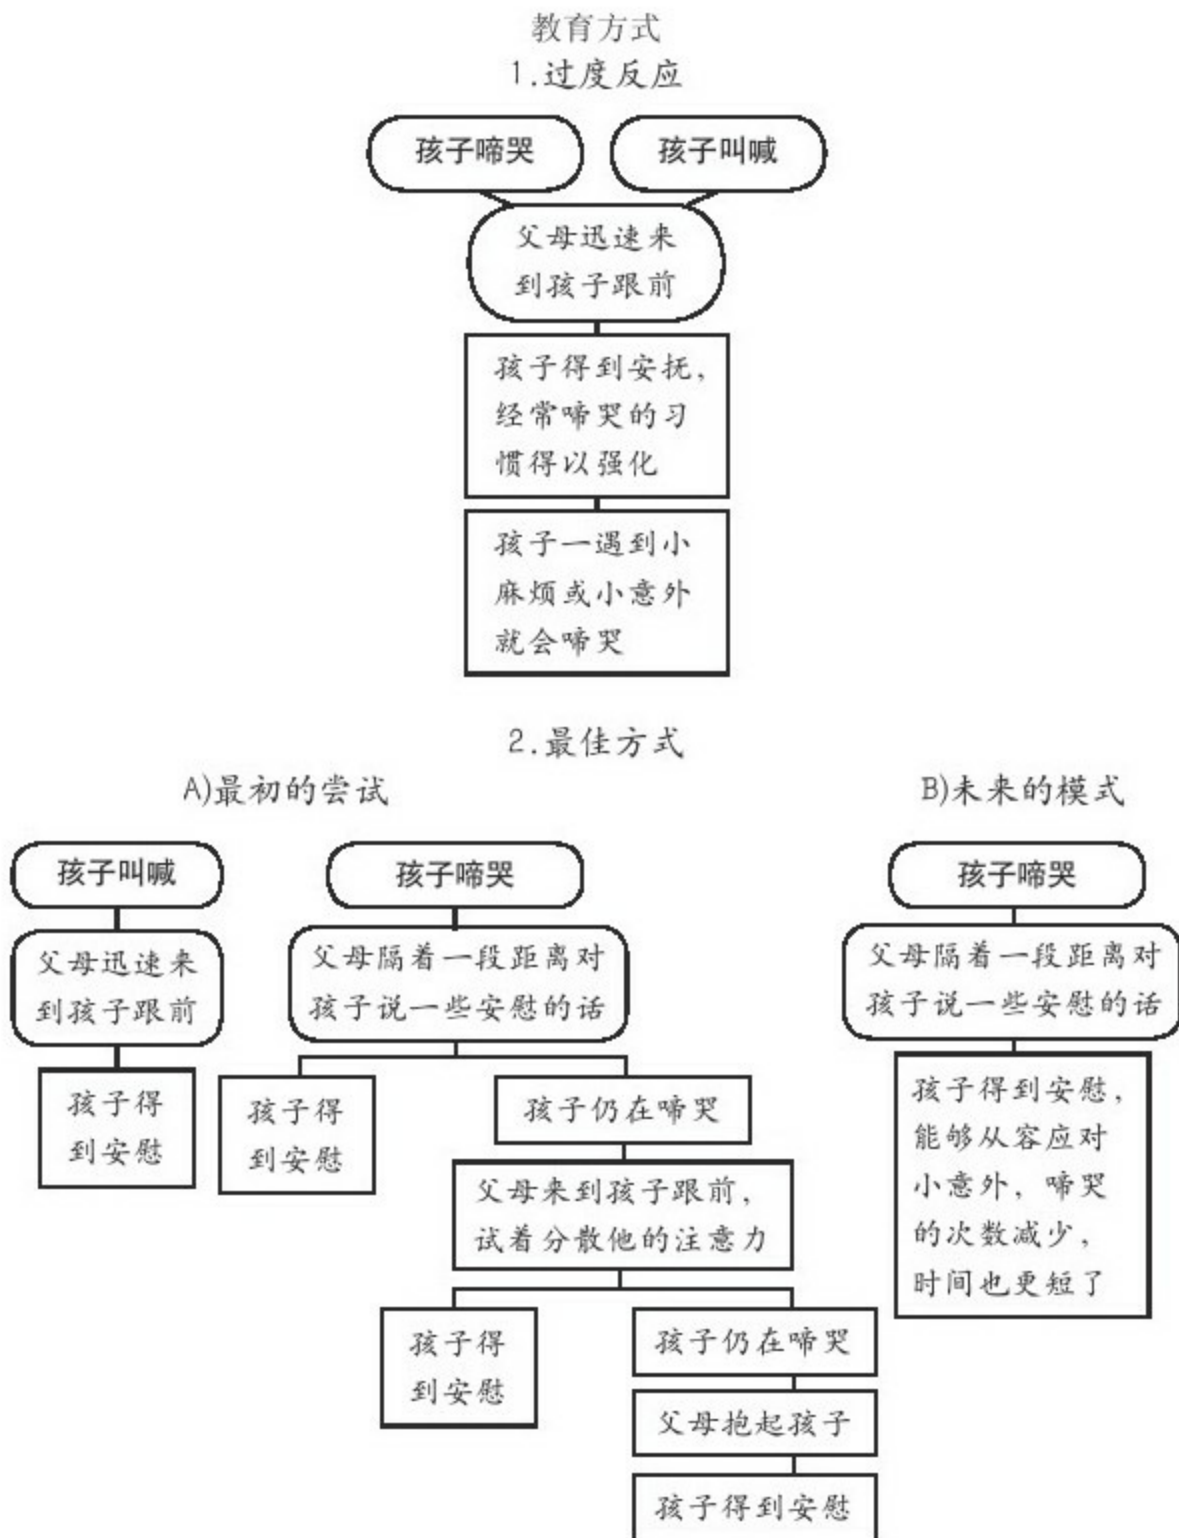 教育方式
1.过度反应
孩子啼哭
孩子叫喊
父母迅速来
到孩子跟前
孩子得到安抚，
经常啼哭的习
惯得以强化
孩子一遇到小
麻烦或小意外
就会啼哭
2.最佳方式
A)最初的尝试
孩子叫喊
父母迅速来
到孩子跟前
孩子得
到安慰
孩子啼哭
父母隔着一段距离对
孩子说一些安慰的话
孩子得
到安慰
孩子仍在啼哭
父母来到孩子跟前，
试着分散他的注意力
孩子得
到安慰
孩子仍在啼哭
父母抱起孩子
孩子得到安慰
B)未来的模式
孩子啼哭
父母隔着一段距离对
孩子说一些安慰的话
孩子得到安慰，
能够从容应对
小意外，啼哭
的次数减少，
时间也更短了